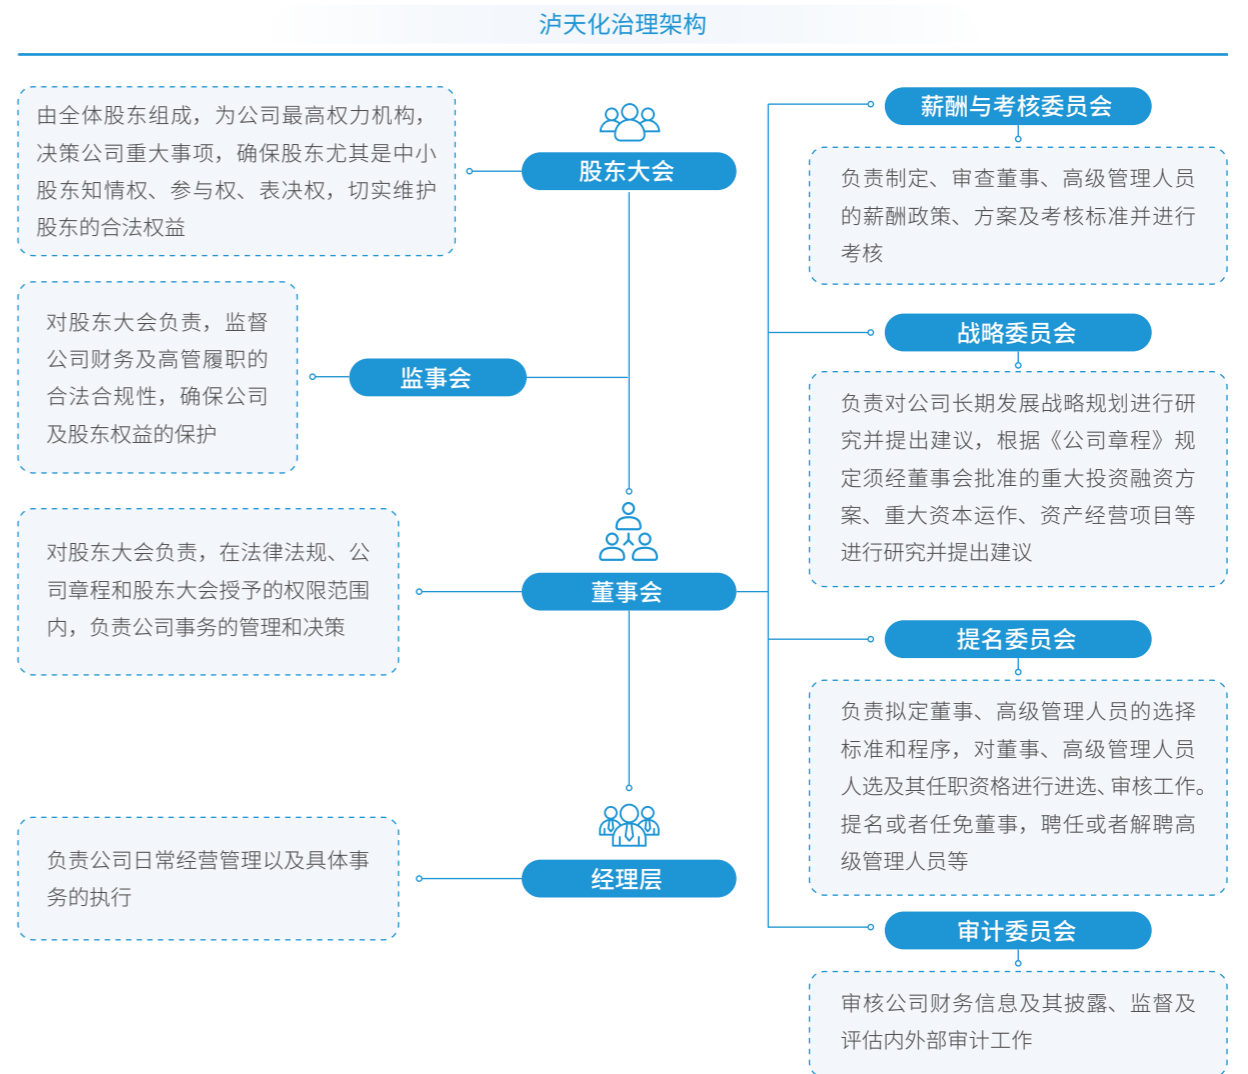 泸天化治理架构
由全体股东组成，为公司最高权力机构，
决策公司重大事项，确保股东尤其是中小
股东知情权、参与权、表决权，切实维护
股东的合法权益
股东大会
对股东大会负责，监督
公司财务及高管履职的
合法合规性，确保公司
及股东权益的保护
监事会
对股东大会负责，在法律法规、公
司章程和股东大会授予的权限范围
内，负责公司事务的管理和决策
董事会
负责公司日常经营管理以及具体事
务的执行
经理层
薪酬与考核委员会
负责制定、审查董事、高级管理人员
的薪酬政策、方案及考核标准并进行
考核
战略委员会
负责对公司长期发展战略规划进行研
究并提出建议，根据《公司章程》规
定须经董事会批准的重大投资融资方
案、重大资本运作、资产经营项目等
进行研究并提出建议
提名委员会
负责拟定董事、高级管理人员的选择
标准和程序，对董事、高级管理人员
人选及其任职资格进行进选、审核工作。
提名或者任免董事，聘任或者解聘高
级管理人员等
审计委员会
审核公司财务信息及其披露、监督及
评估内外部审计工作